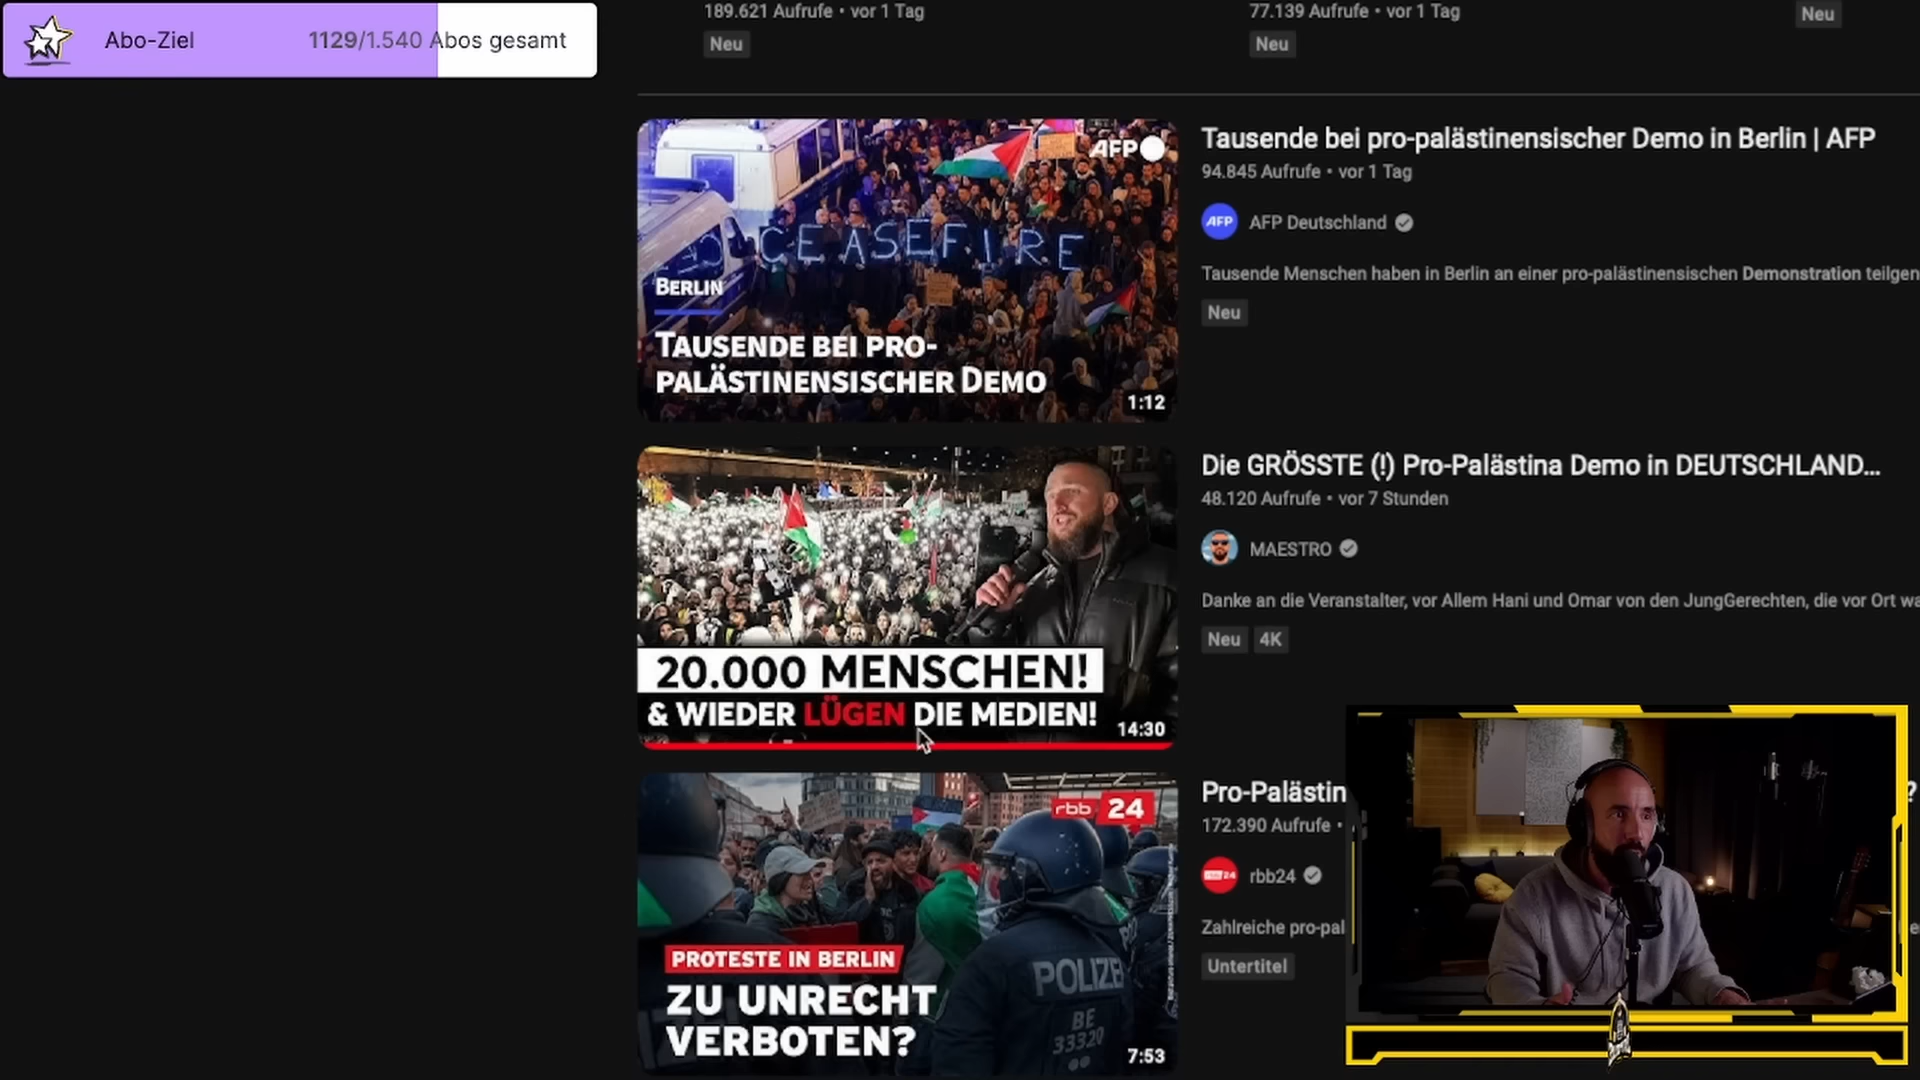 Abo-Ziel
1129/1.540 Abos gesamt
189.621 Aufrufe • vor 1 Tag
Neu
77.139 Aufrufe • vor 1 Tag
Neu
Neu
AFP
CEASEFIRE
BERLIN
TAUSENDE BEI PRO-
PALÄSTINENSISCHER DEMO
1:12
Tausende bei pro-palästinensischer Demo in Berlin | AFP
94.845 Aufrufe • vor 1 Tag
AFP
AFP Deutschland
Tausende Menschen haben in Berlin an einer pro-palästinensischen Demonstration teilgen
Neu
20.000 MENSCHEN!
& WIEDER LÜGEN DIE MEDIEN!
14:30
Die GRÖSSTE (!) Pro-Palästina Demo in DEUTSCHLAND...
48.120 Aufrufe • vor 7 Stunden
MAESTRO
Danke an die Veranstalter, vor Allem Hani und Omar von den JungGerechten, die vor Ort wa
Neu
4K
rbb 24
POLIZEI
BE
33320
PROTESTE IN BERLIN
ZU UNRECHT
VERBOTEN?
7:53
Pro-Palästin
?
172.390 Aufrufe •
rbb24
Zahlreiche pro-pal
Untertitel